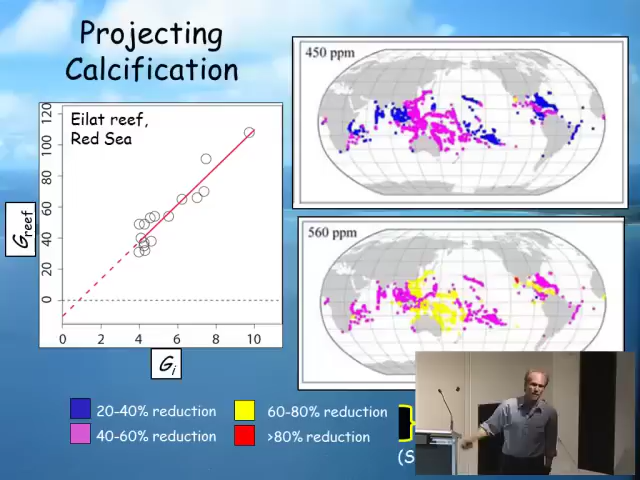 Projecting
Calcification
Eilat reef,
Red Sea
120
100
80
60
40
20
0
Greef
0 2 4 6 8 10
Gi
450 ppm
560 ppm
20-40% reduction
60-80% reduction
40-60% reduction
>80% reduction
(S